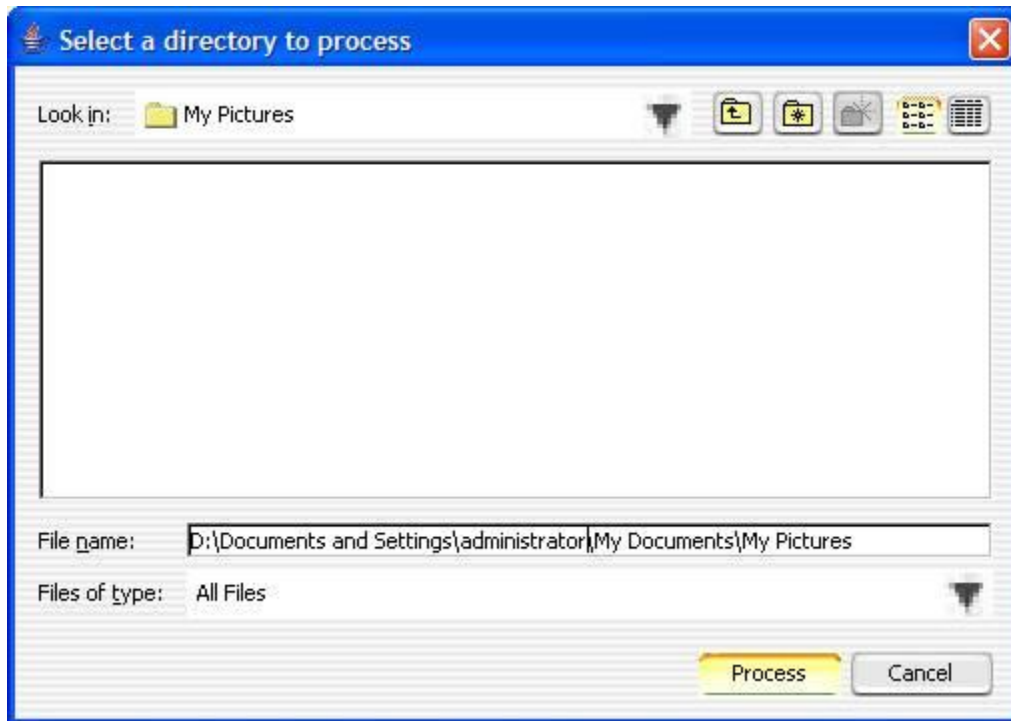 Select a directory to process
Look in: My Pictures
File name: D:\Documents and Settings\administrator\My Documents\My Pictures
Files of type: All Files
Process Cancel